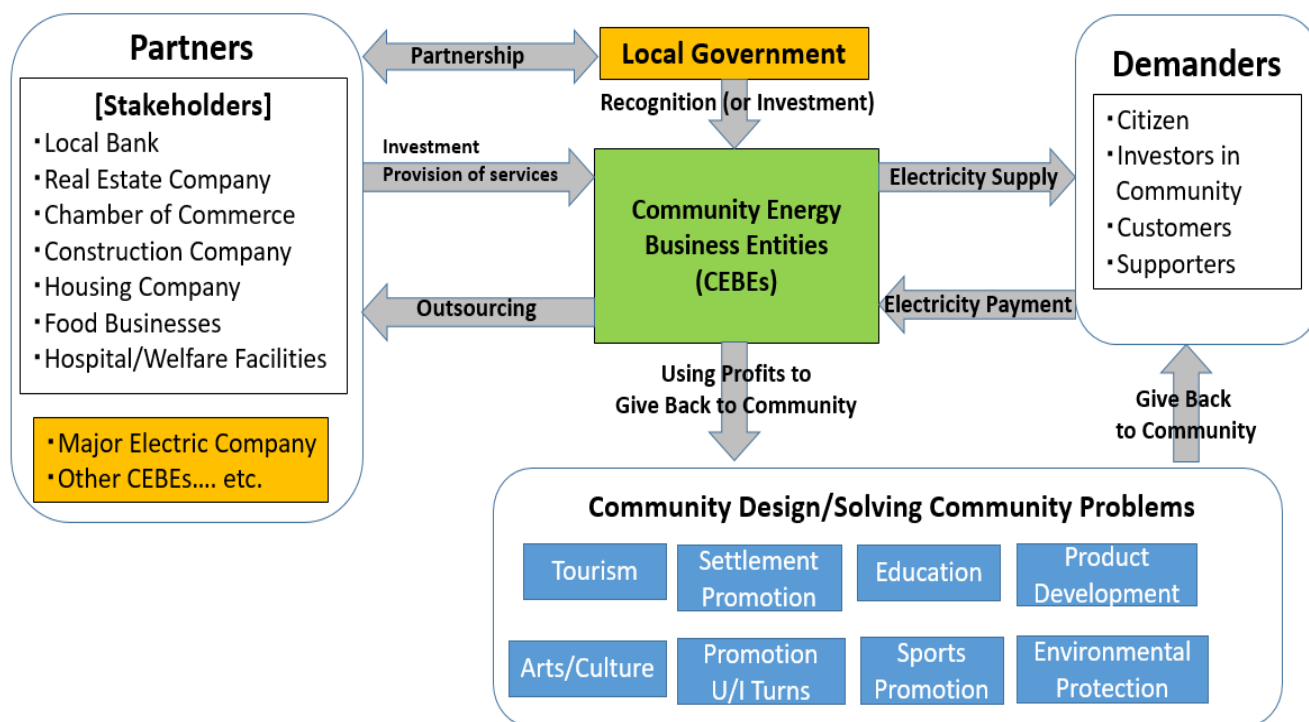 Partners
[Stakeholders]
・Local Bank
・Real Estate Company
・Chamber of Commerce
・Construction Company
・Housing Company
・Food Businesses
・Hospital/Welfare Facilities
・Major Electric Company
・Other CEBEs.... etc.
Partnership
Local Government
Recognition (or Investment)
Investment
Provision of services
Community Energy
Business Entities
(CEBEs)
Outsourcing
Electricity Supply
Electricity Payment
Demanders
・Citizen
・Investors in
Community
・Customers
・Supporters
Using Profits to
Give Back to Community
Give Back
to Community
Community Design/Solving Community Problems
Tourism
Settlement
Promotion
Education
Product
Development
Arts/Culture
Promotion
U/I Turns
Sports
Promotion
Environmental
Protection